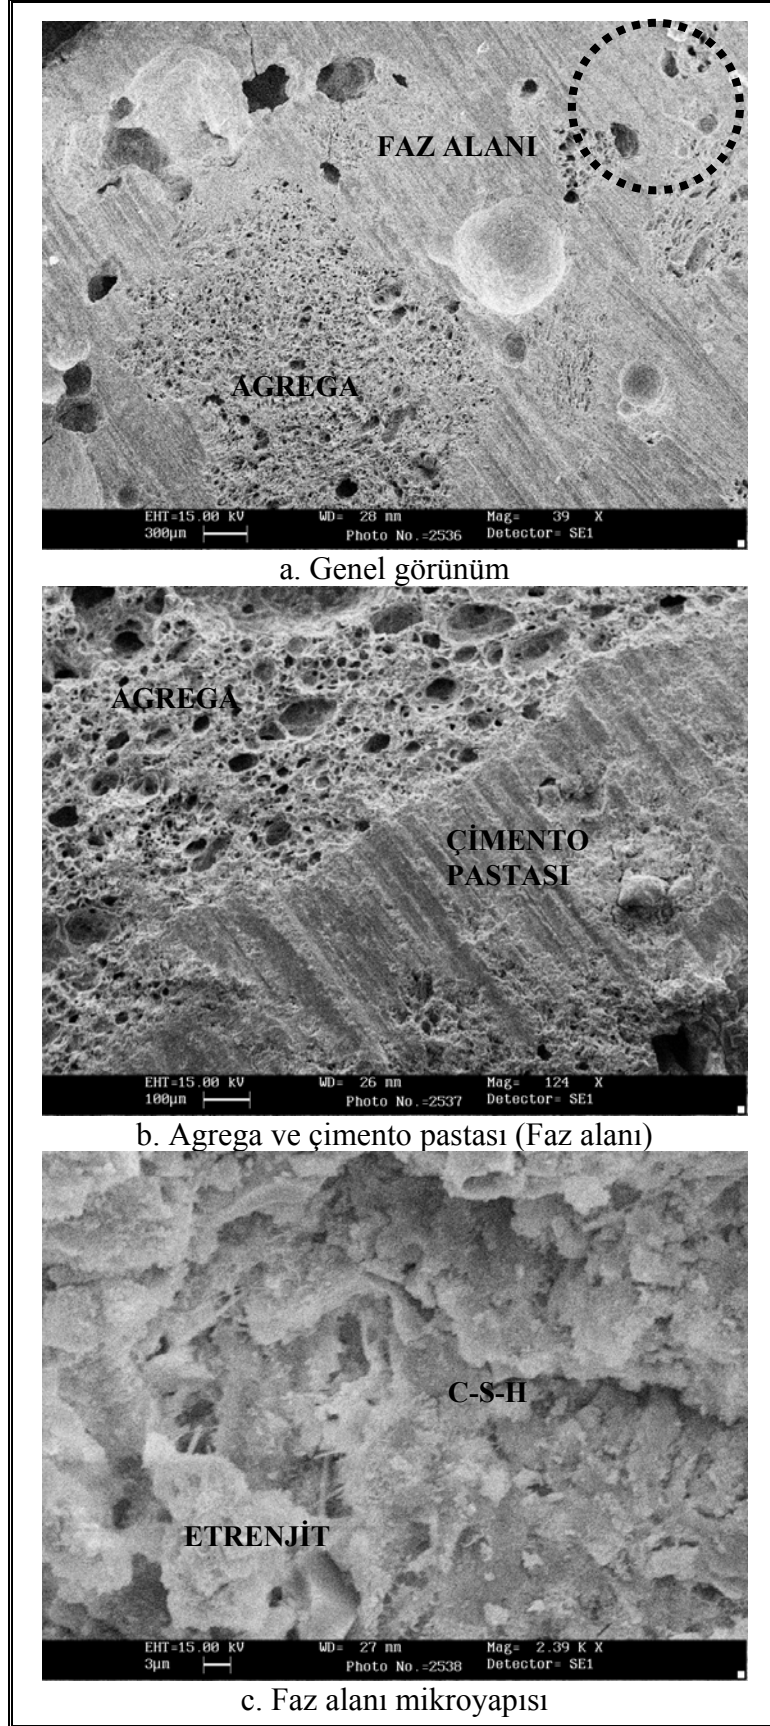 FAZ ALANI
AGREGA
EHT=15.00 kV WD= 28 mm Mag= 39 X
300µm Photo No.=2536 Detector= SE1
a. Genel görünüm
AGREGA
ÇİMENTO
PASTASI
EHT=15.00 kV WD= 26 mm Mag= 124 X
100µm Photo No.=2537 Detector= SE1
b. Agrega ve çimento pastası (Faz alanı)
C-S-H
ETRENJİT
EHT=15.00 kV WD= 27 mm Mag= 2.39 K X
3µm Photo No.=2538 Detector= SE1
c. Faz alanı mikroyapısı